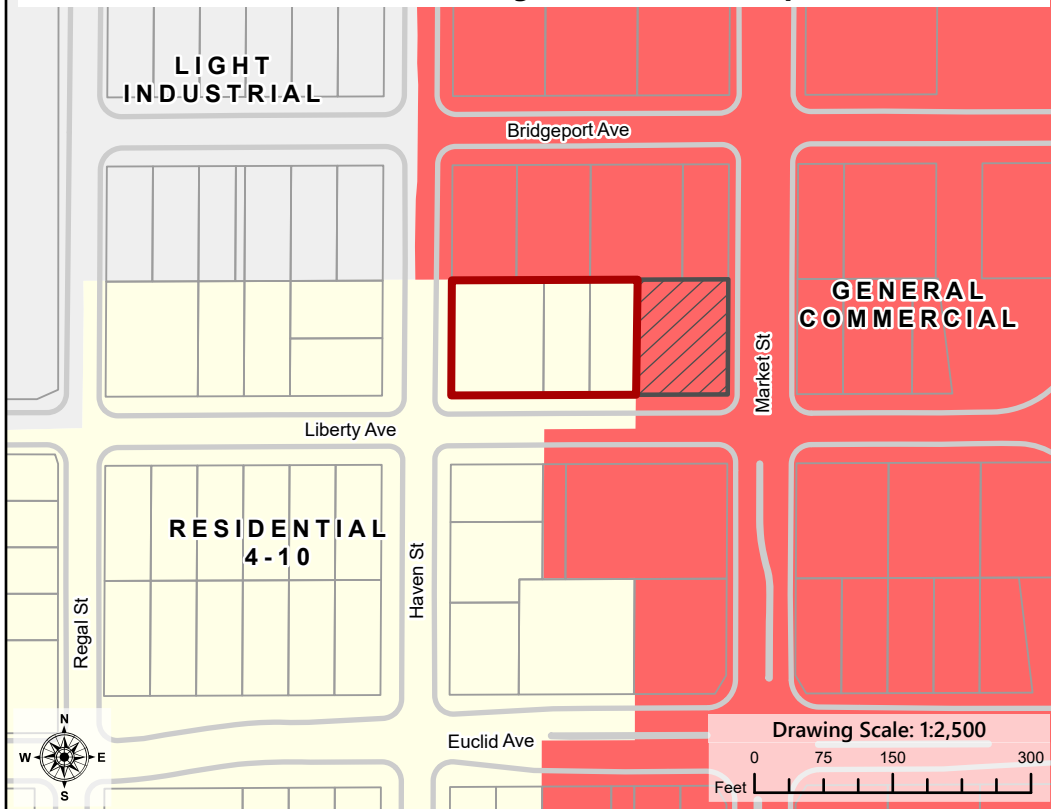 LIGHT
INDUSTRIAL
Bridgeport Ave
GENERAL
COMMERCIAL
Market St
Liberty Ave
RESIDENTIAL
4-10
Haven St
Regal St
Euclid Ave
N
W
E
S
Drawing Scale: 1:2,500
0 75 150 300
Feet